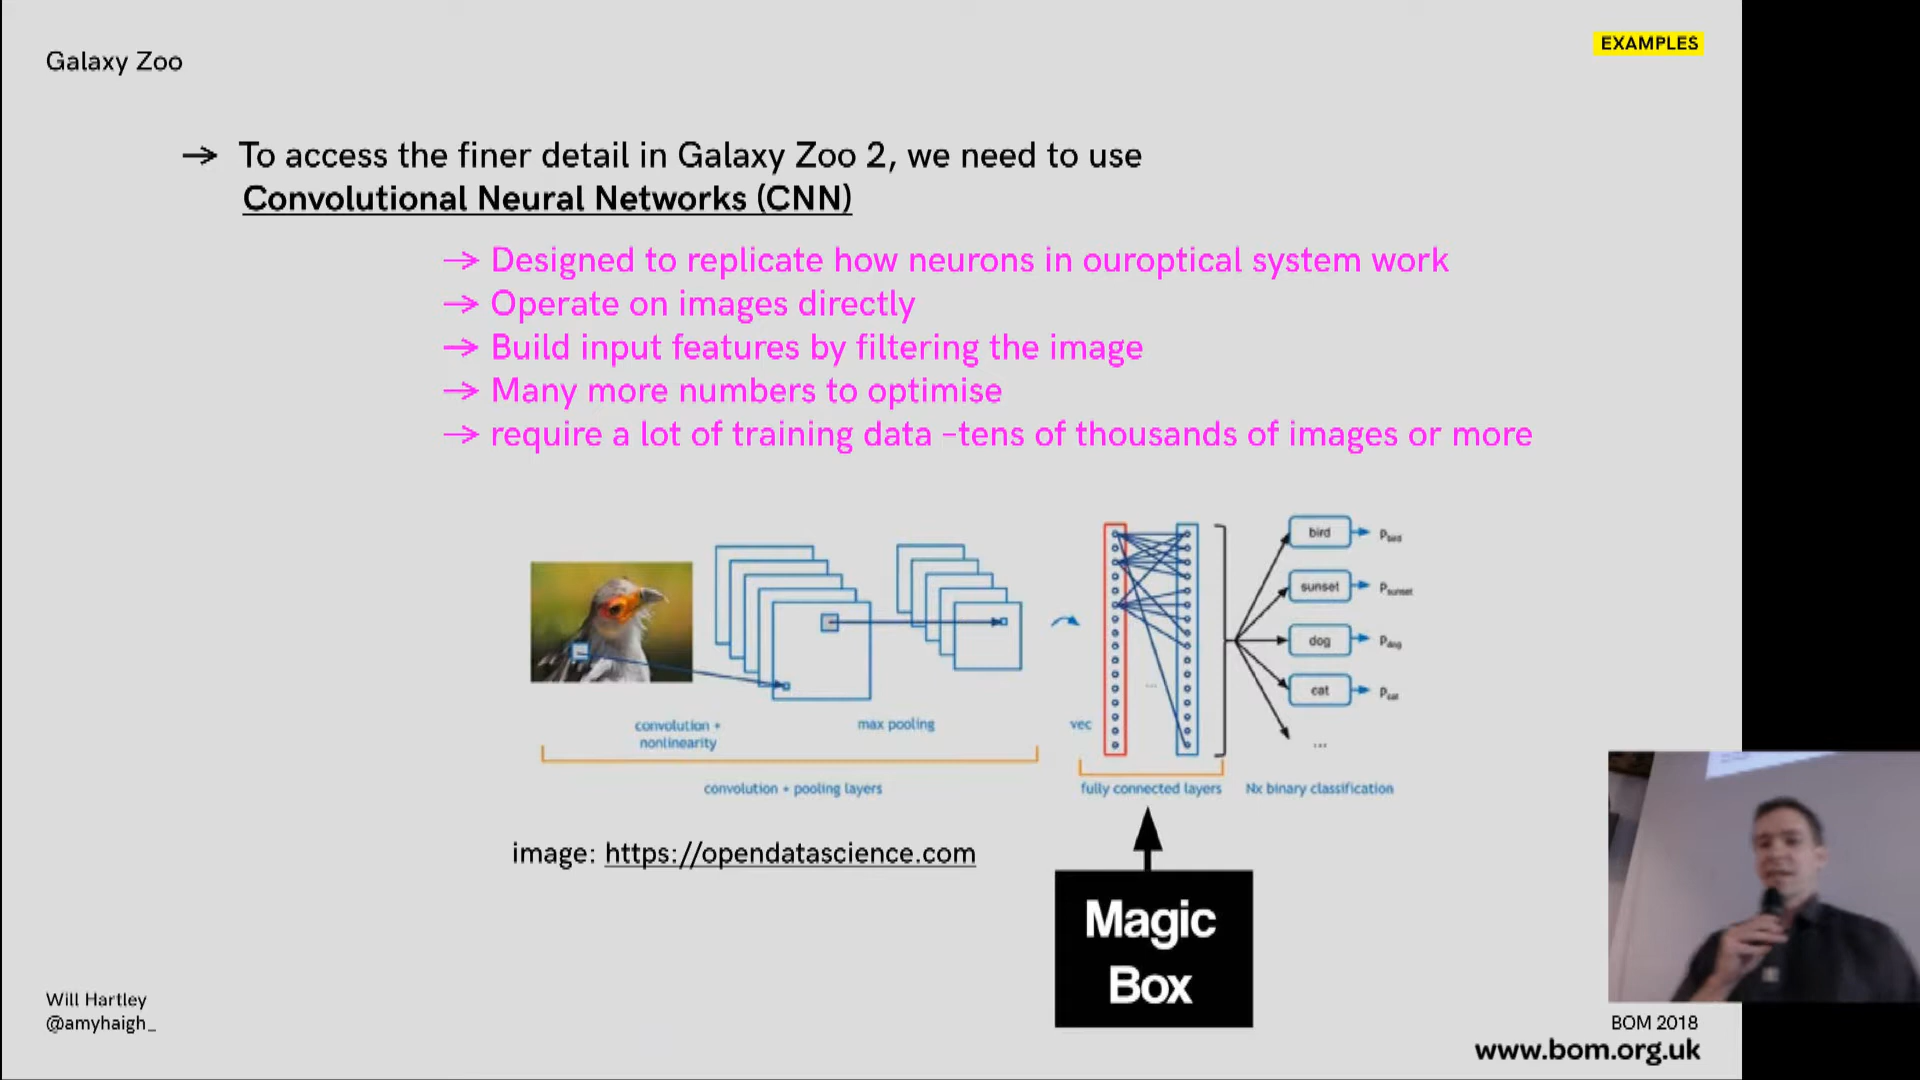 Galaxy Zoo
EXAMPLES
→ To access the finer detail in Galaxy Zoo 2, we need to use
Convolutional Neural Networks (CNN)
→ Designed to replicate how neurons in ouroptical system work
→ Operate on images directly
→ Build input features by filtering the image
→ Many more numbers to optimise
→ require a lot of training data –tens of thousands of images or more
bird Pbird
sunset Psunset
dog Pdog
cat Pcat
...
...
convolution +
nonlinearity
max pooling
vec
convolution + pooling layers
fully connected layers
Nx binary classification
image: https://opendatascience.com
Magic
Box
Will Hartley
@amyhaigh_
BOM 2018
www.bom.org.uk